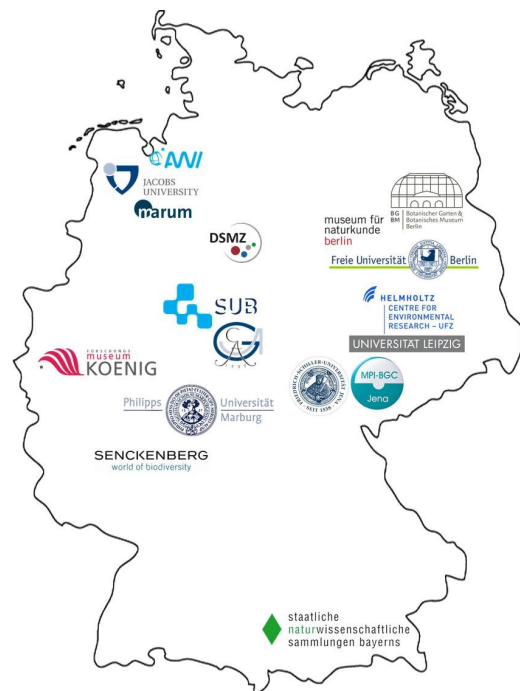 AWI
JACOBS
UNIVERSITY
marum
DSMZ
BG
BM
Botanischer Garten &
Botanisches Museum
Berlin
museum für
naturkunde
berlin
Freie Universität
Berlin
SUB
HELMHOLTZ
CENTRE FOR
ENVIRONMENTAL
RESEARCH – UFZ
UNIVERSITÄT LEIPZIG
FORSCHUNGS
museum
KOENIG
MPI-BGC
Jena
Philipps
Universität
Marburg
SENCKENBERG
world of biodiversity
staatliche
naturwissenschaftliche
sammlungen bayerns